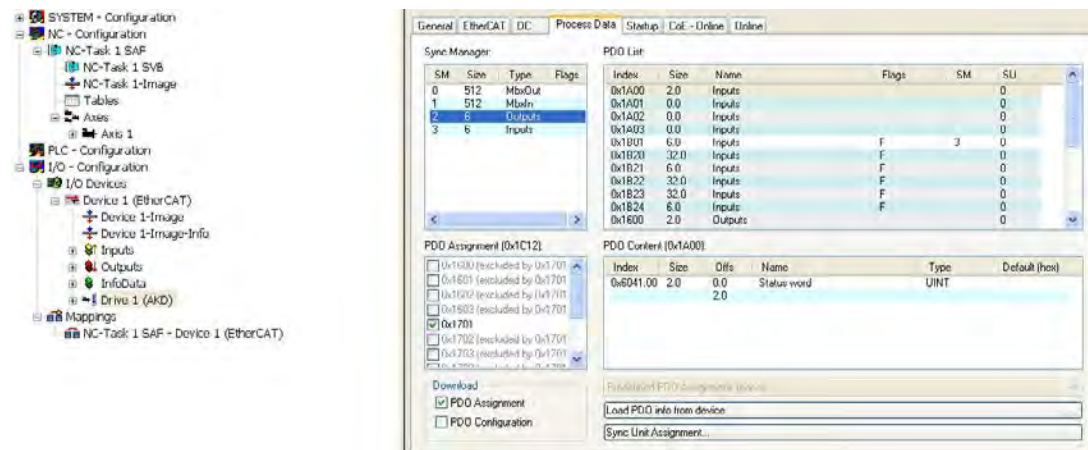 SYSTEM - Configuration
NC - Configuration
NC-Task 1 SAF
NC-Task 1 SVB
NC-Task 1-Image
Tables
Axes
Axis 1
PLC - Configuration
I/O - Configuration
I/O Devices
Device 1 (EtherCAT)
Device 1-Image
Device 1-Image-Info
Inputs
Outputs
InfoData
Drive 1 (AKD)
Mappings
NC-Task 1 SAF - Device 1 (EtherCAT)
General EtherCAT DC Process Data Startup CoE - Online Online
Sync Manager:
SM Size Type Flags
0 512 MbxOut
1 512 MbxIn
2 6 Outputs
3 6 Inputs
PDO List:
Index Size Name Flags SM SU
0x1A00 2.0 Inputs 0
0x1A01 0.0 Inputs 0
0x1A02 0.0 Inputs 0
0x1A03 0.0 Inputs 0
0x1B01 6.0 Inputs F 3 0
0x1B20 32.0 Inputs F 0
0x1B21 6.0 Inputs F 0
0x1B22 32.0 Inputs F 0
0x1B23 32.0 Inputs F 0
0x1B24 6.0 Inputs F 0
0x1600 2.0 Outputs 0
PDO Assignment (0x1C12):
0x1600 (excluded by 0x1701
0x1601 (excluded by 0x1701
0x1602 (excluded by 0x1701
0x1603 (excluded by 0x1701
0x1701
0x1702 (excluded by 0x1701
0x1703 (excluded by 0x1701
PDO Content (0x1A00):
Index Size Offs Name Type Default (hex)
0x6041:00 2.0 0.0 Status word UINT
2.0
Download
PDO Assignment
PDO Configuration
Predefined PDO Assignment: (none)
Load PDO info from device
Sync Unit Assignment...